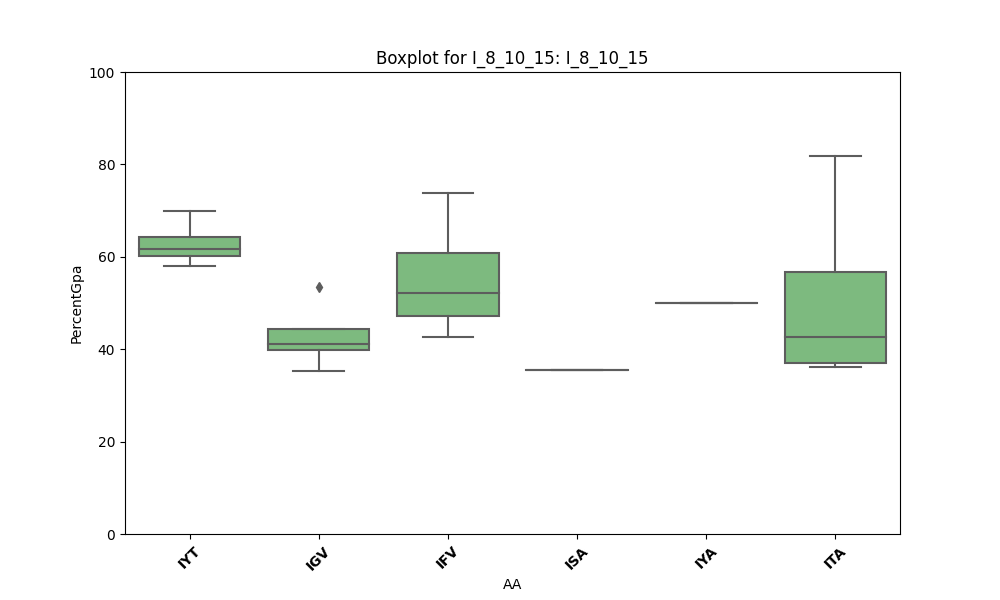 Boxplot for I_8_10_15: I_8_10_15
100
80
60
40
20
0
PercentGpa
IYT
IGV
IFV
ISA
IYA
ITA
AA